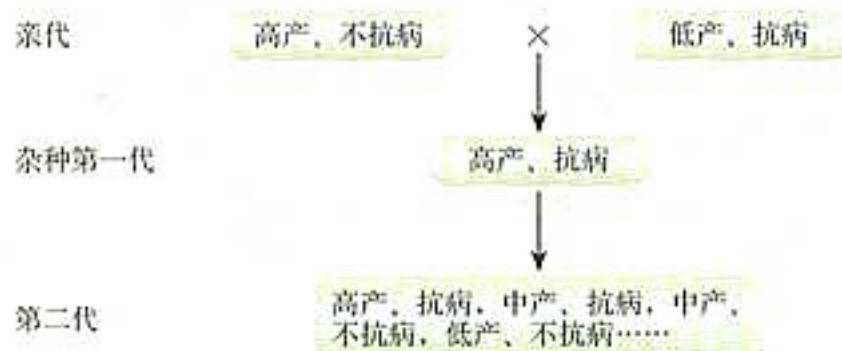 亲代 高产、不抗病 × 低产、抗病
杂种第一代 高产、抗病
第二代 高产、抗病，中产、抗病，中产、
不抗病，低产、不抗病……